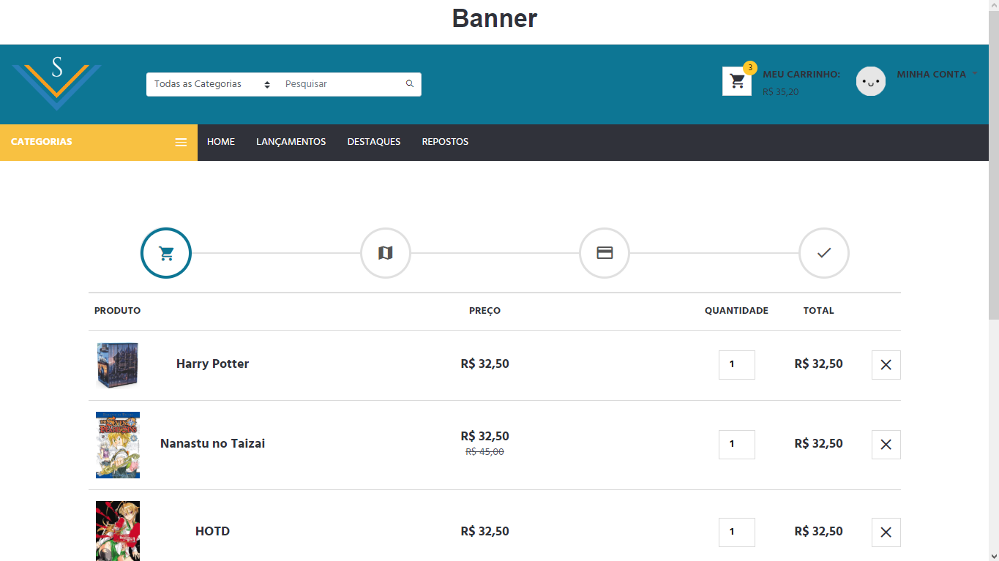 Banner
S
Todas as Categorias
Pesquisar
3
MEU CARRINHO:
R$ 35,20
MINHA CONTA
CATEGORIAS
HOME LANÇAMENTOS DESTAQUES REPOSTOS
PRODUTO PREÇO QUANTIDADE TOTAL
Harry Potter R$ 32,50 1 R$ 32,50
Nanastu no Taizai R$ 32,50 1 R$ 32,50
R$ 45,00
HOTD R$ 32,50 1 R$ 32,50